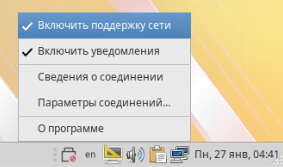 Включить поддержку сети
Включить уведомления
Сведения о соединении
Параметры соединений...
О программе
en Пн, 27 янв, 04:41